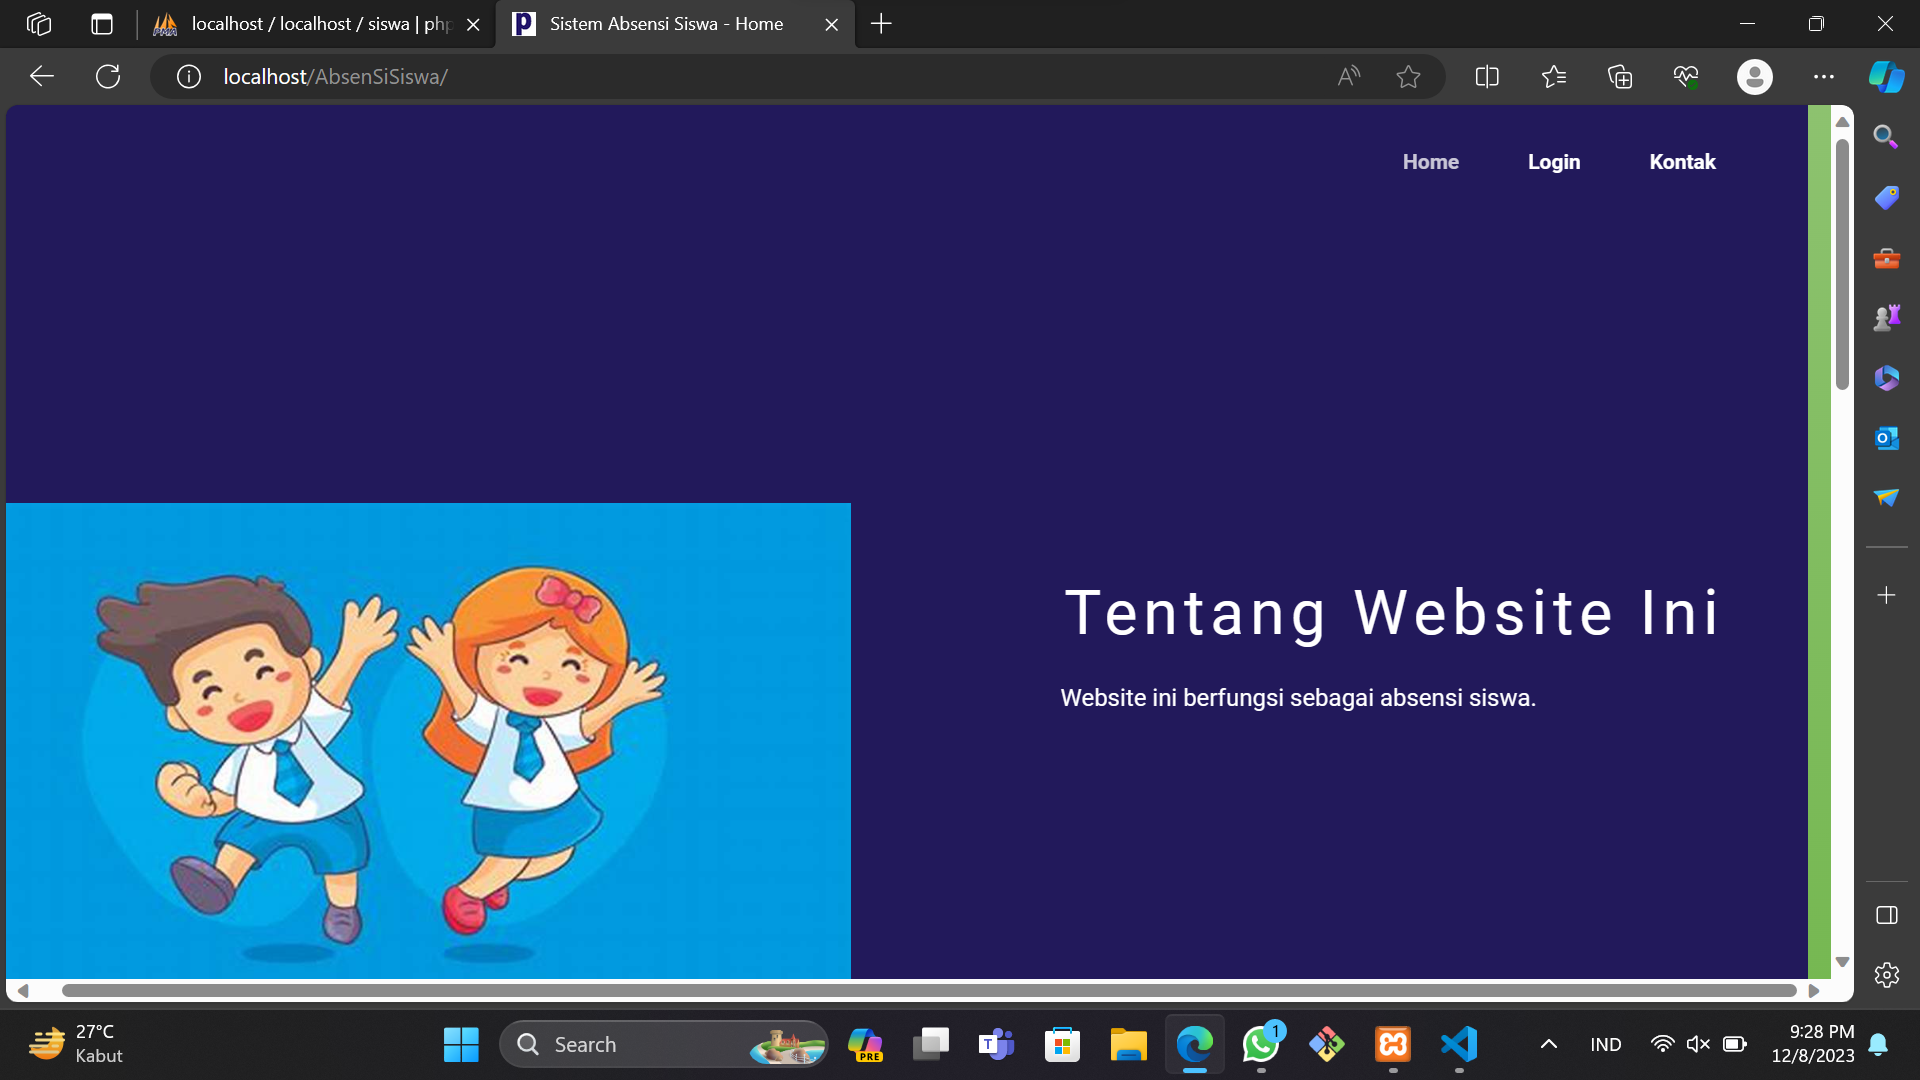 localhost / localhost / siswa | php
Sistem Absensi Siswa - Home
localhost/AbsenSiSiswa/
Home
Login
Kontak
Tentang Website Ini
Website ini berfungsi sebagai absensi siswa.
27°C
Kabut
Search
PRE
1
IND
9:28 PM
12/8/2023